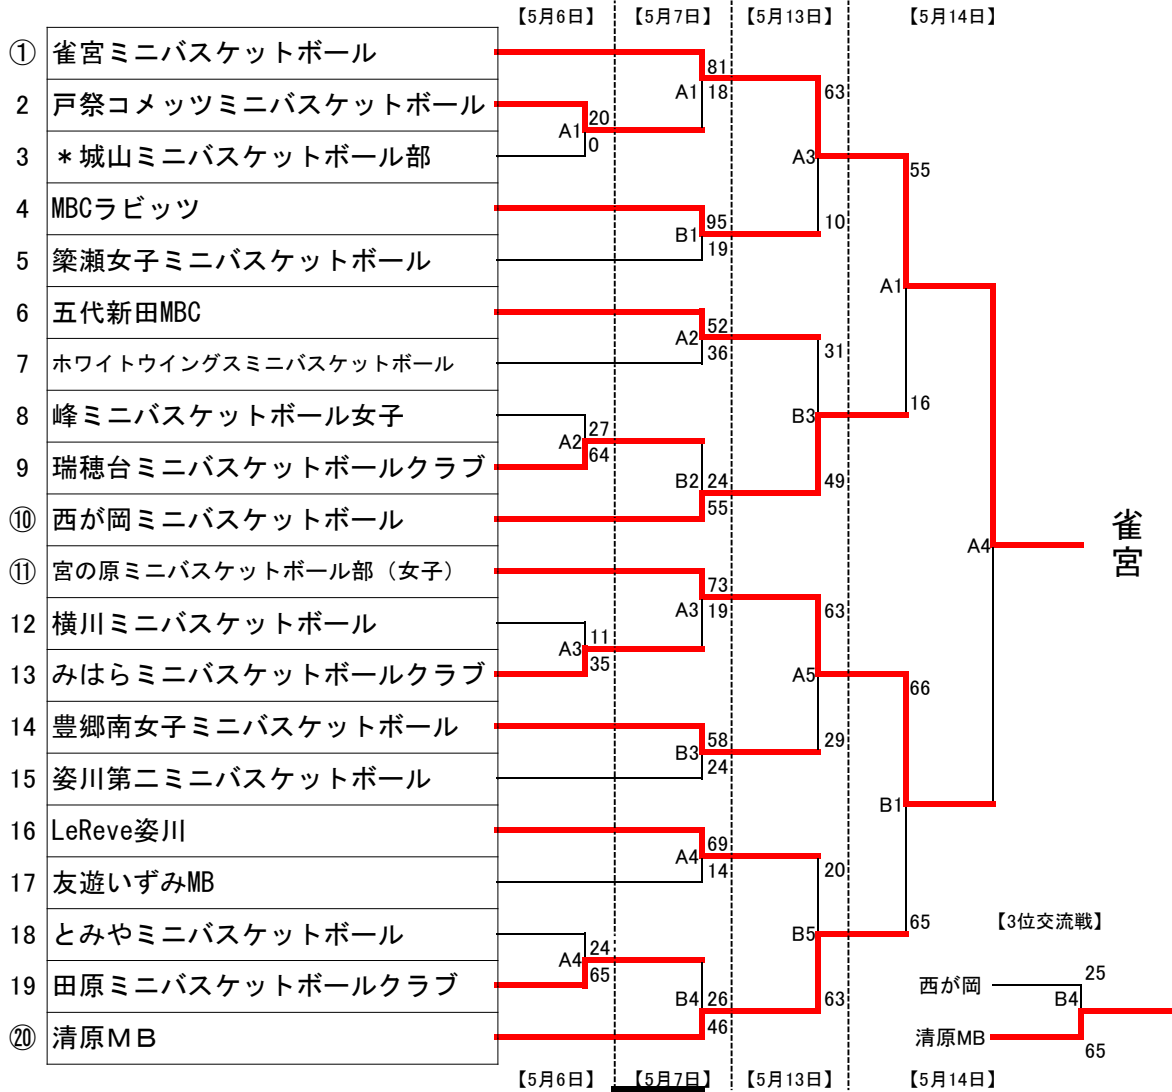 【5月6日】 【5月7日】 【5月13日】 【5月14日】
① 雀宮ミニバスケットボール
81
A1 18 63
2 戸祭コメッツミニバスケットボール
20
A1
0
3 ＊城山ミニバスケットボール部
A3 55
4 MBCラビッツ
95 10
B1 19
5 簗瀬女子ミニバスケットボール
A1
6 五代新田MBC
52
A2 36 31
7 ホワイトウイングスミニバスケットボール
8 峰ミニバスケットボール女子
16
B3
27
A2
64
9 瑞穂台ミニバスケットボールクラブ
B2 24 49
55
⑩ 西が岡ミニバスケットボール
雀宮
A4
⑪ 宮の原ミニバスケットボール部（女子）
73
A3 19 63
12 横川ミニバスケットボール
11
A3
35
13 みはらミニバスケットボールクラブ
A5 66
14 豊郷南女子ミニバスケットボール
58 29
B3
24
15 姿川第二ミニバスケットボール
B1
16 LeReve姿川
69
A4
14 20
17 友遊いずみMB
18 とみやミニバスケットボール
65 【3位交流戦】
B5
24
A4
65
19 田原ミニバスケットボールクラブ
25
西が岡
B4 26 63 B4
46
⑳ 清原ＭＢ
清原MB
65
【5月6日】 【5月7日】 【5月13日】 【5月14日】